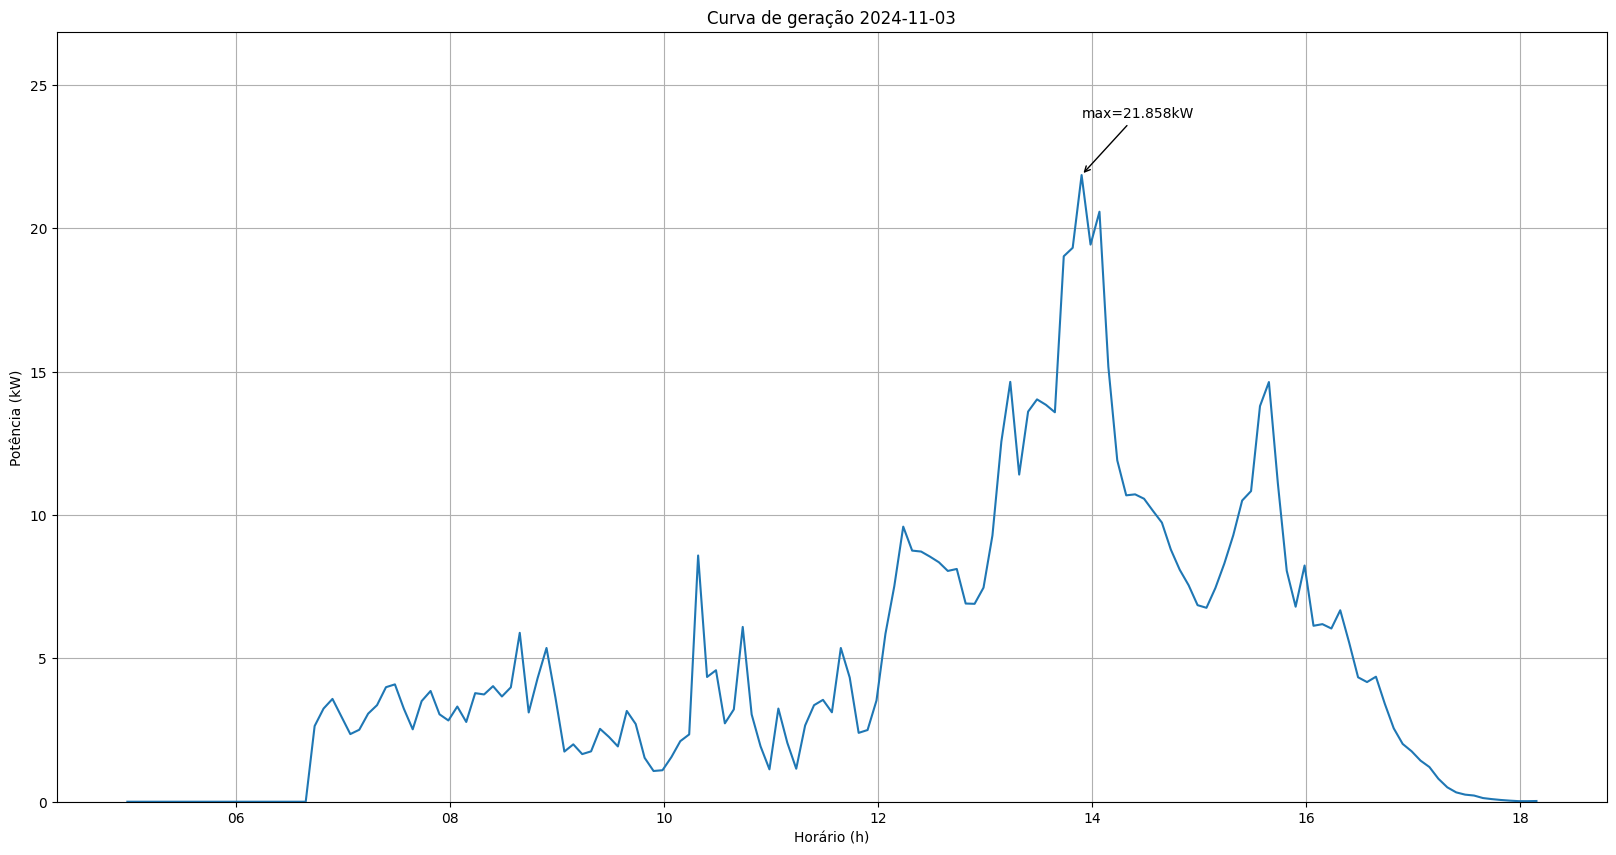 Curva de geração 2024-11-03
25
max=21.858kW
20
15
Potência (kW)
10
5
0
06 08 10 12 14 16 18
Horário (h)